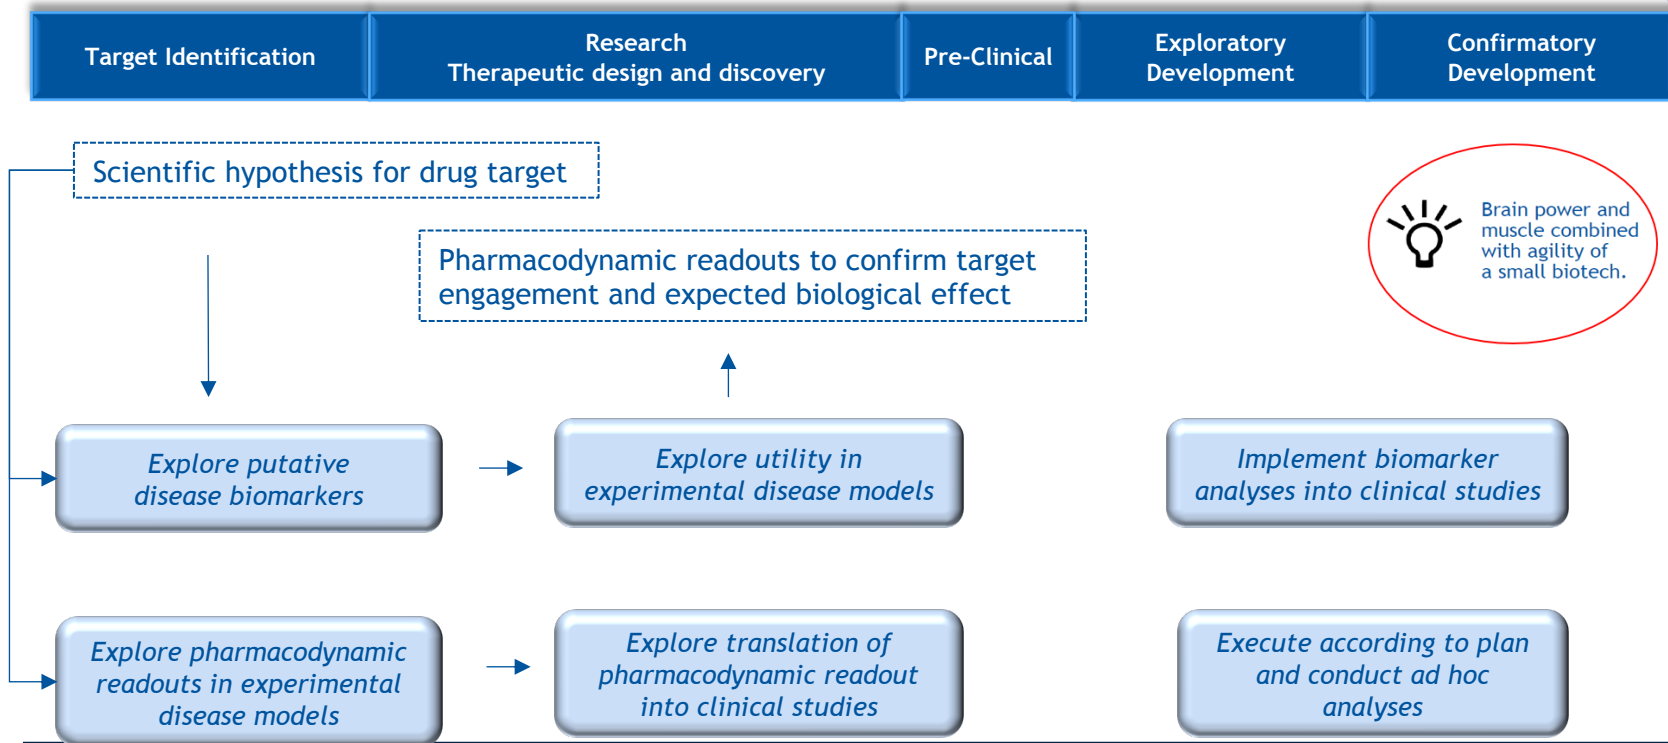 Target Identification
Research
Therapeutic design and discovery
Pre-Clinical
Exploratory
Development
Confirmatory
Development
Scientific hypothesis for drug target
Brain power and
muscle combined
with agility of
a small biotech.
Pharmacodynamic readouts to confirm target
engagement and expected biological effect
Explore putative
disease biomarkers
Explore utility in
experimental disease models
Implement biomarker
analyses into clinical studies
Explore pharmacodynamic
readouts in experimental
disease models
Explore translation of
pharmacodynamic readout
into clinical studies
Execute according to plan
and conduct ad hoc
analyses